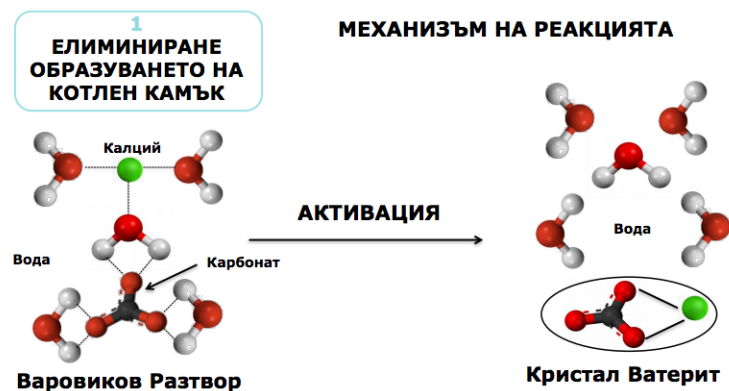 1
ЕЛИМИНИРАНЕ
ОБРАЗУВАНЕТО НА
КОТЛЕН КАМЪК
МЕХАНИЗЪМ НА РЕАКЦИЯТА
Калций
АКТИВАЦИЯ
Вода
Вода
Карбонат
Варовиков Разтвор
Кристал Ватерит